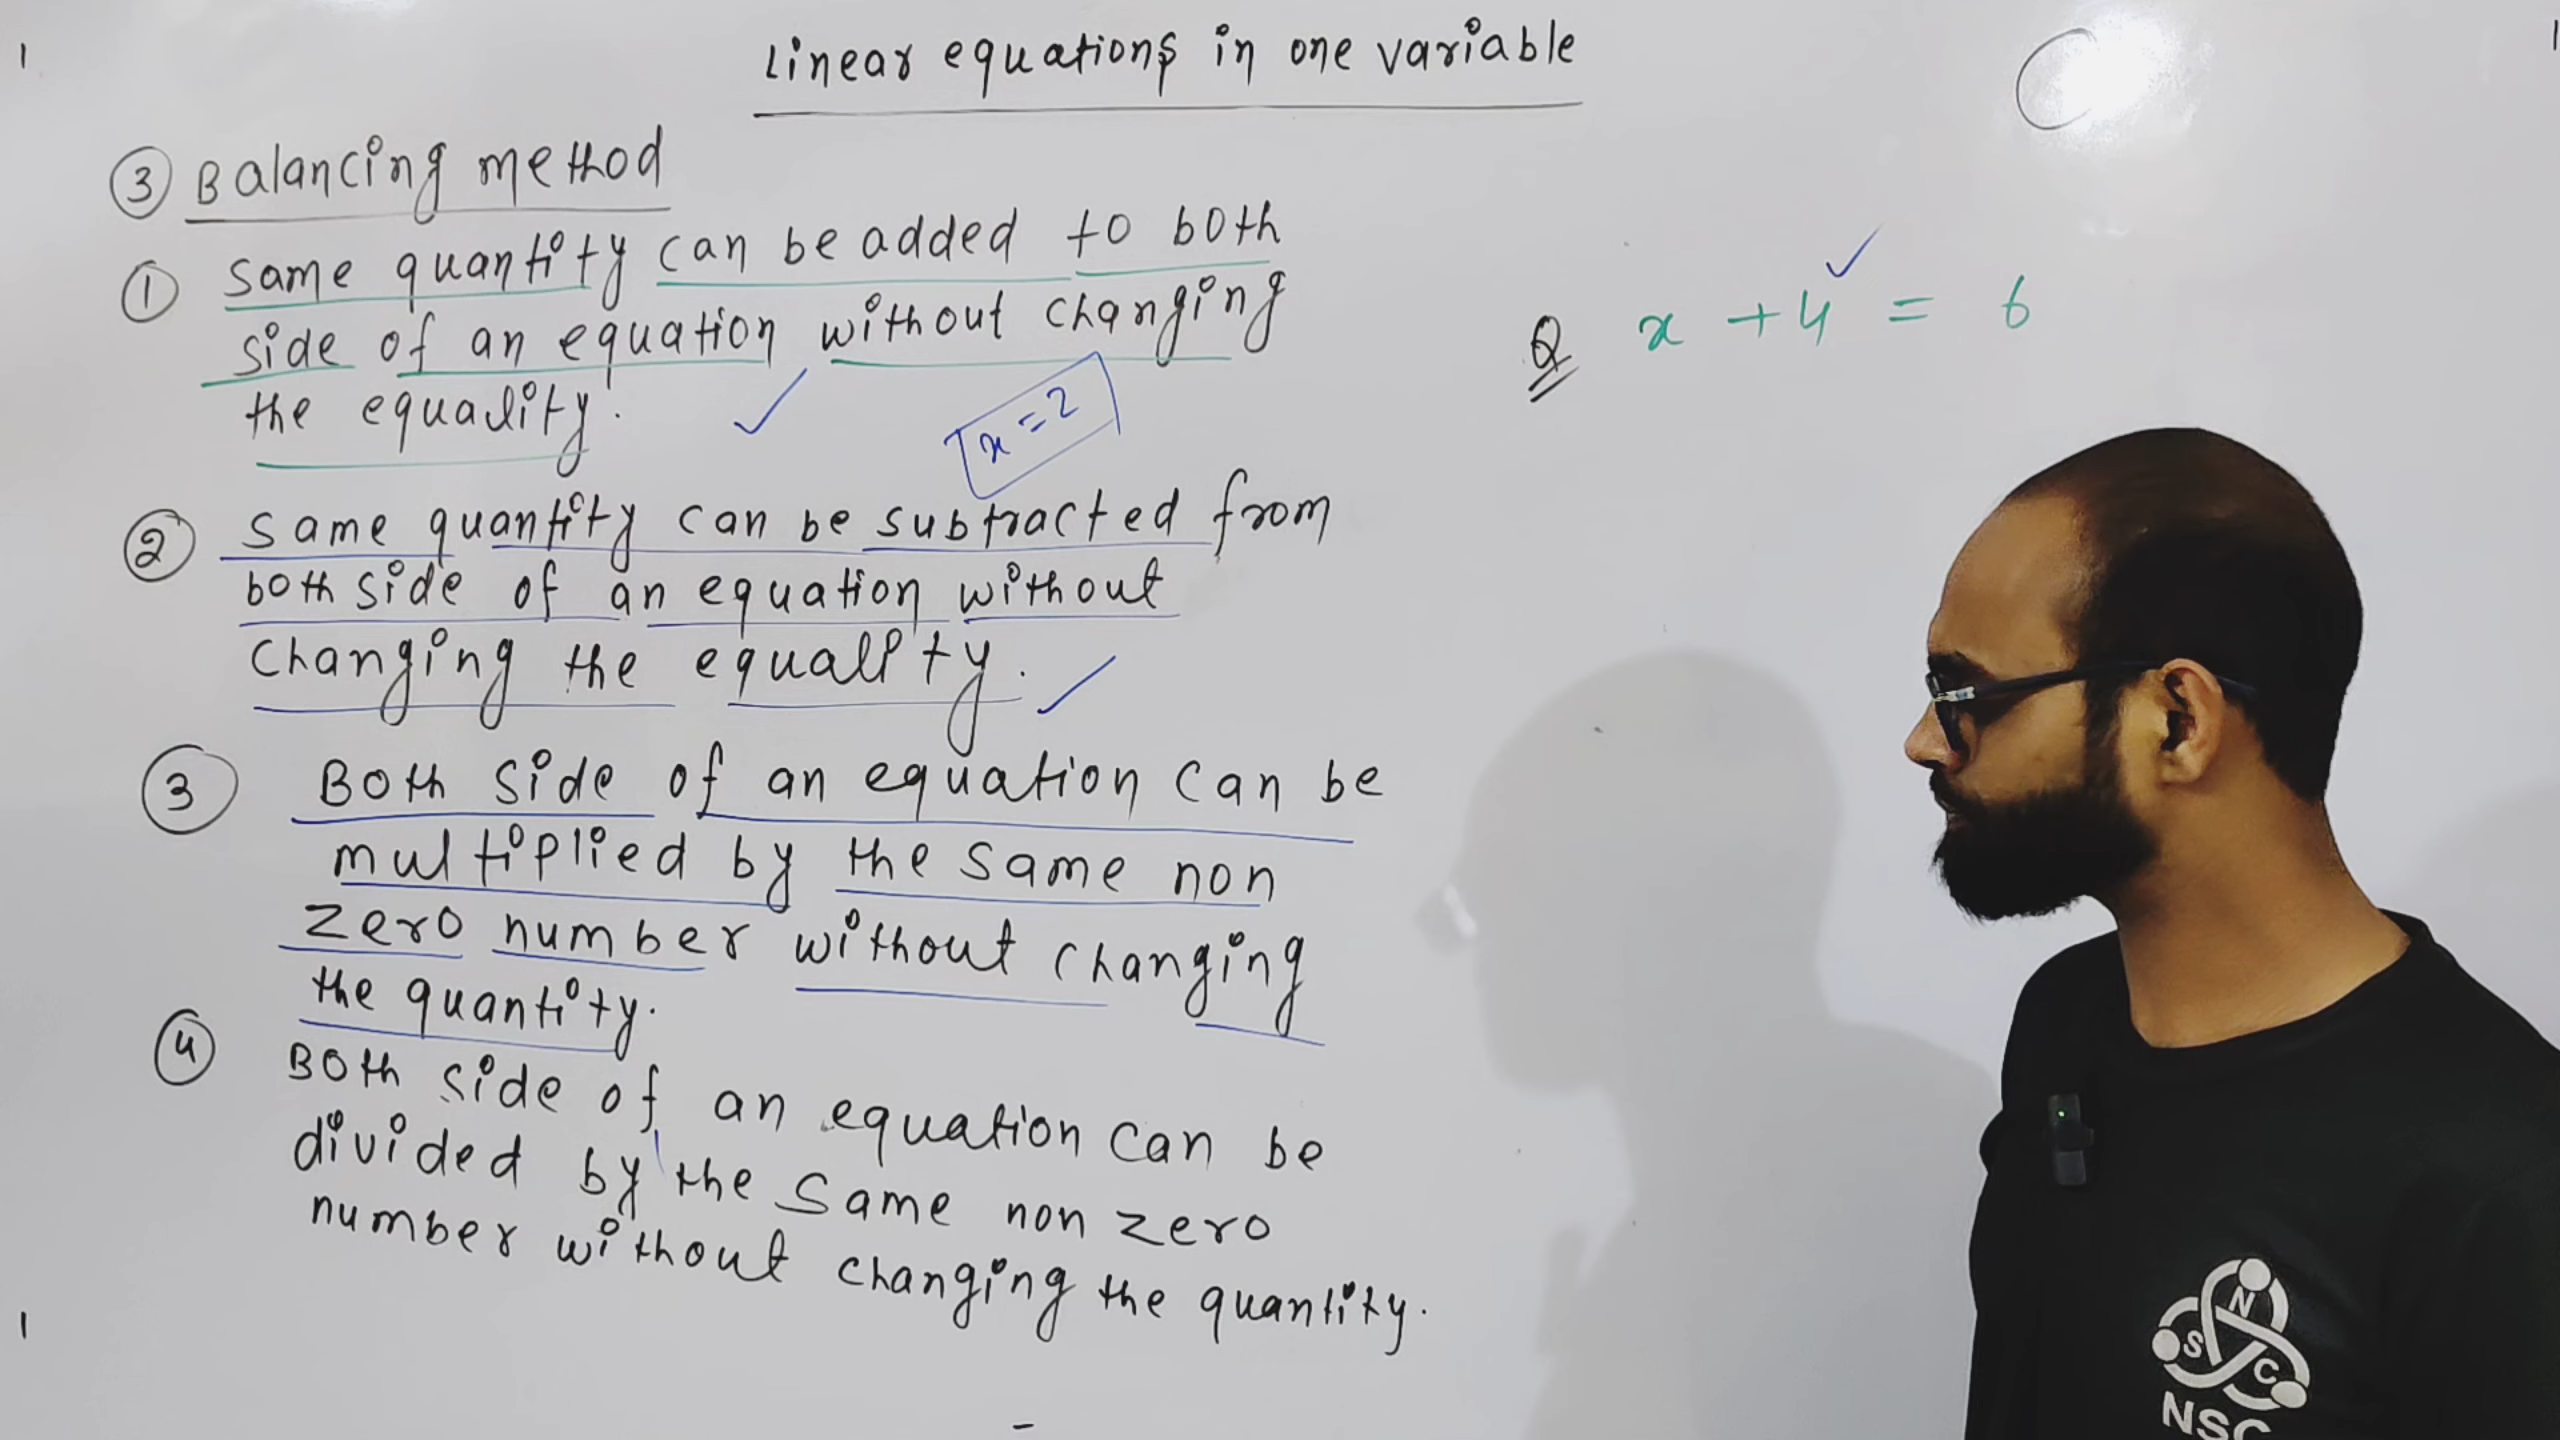 Linear equations in one variable
③ Balancing method
① same quantity can be added to both
side of an equation without changing
the equality.
x = 2
② same quantity can be subtracted from
both side of an equation without
changing the equality.
③ Both side of an equation can be
multiplied by the same non
zero number without changing
the quantity.
④ Both side of an equation can be
divided by the same non zero
number without changing the quantity.
Q x + 4 = 6
N
S C
NSC